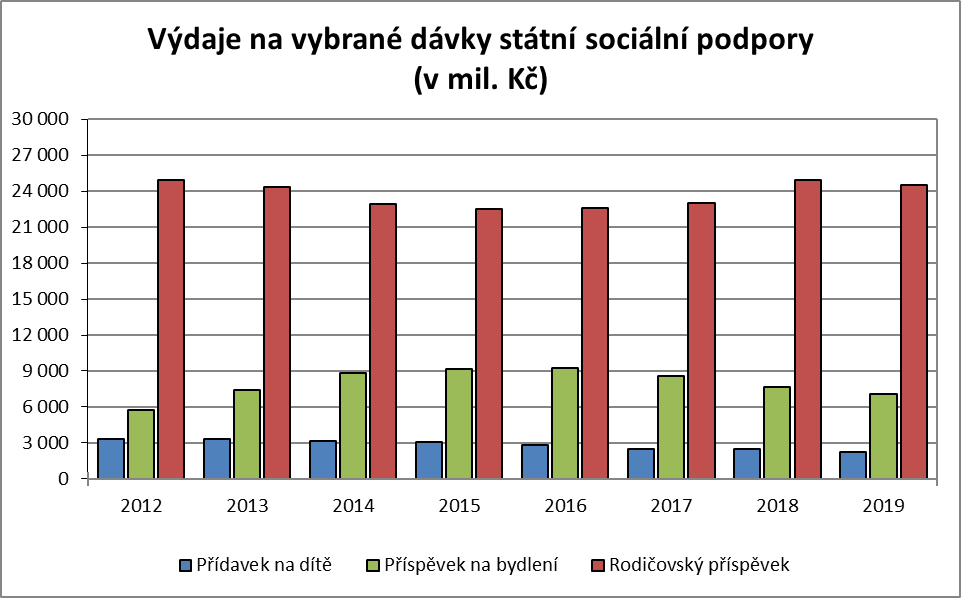 Výdaje na vybrané dávky státní sociální podpory
(v mil. Kč)
30 000
27 000
24 000
21 000
18 000
15 000
12 000
9 000
6 000
3 000
0
2012 2013 2014 2015 2016 2017 2018 2019
Přídavek na dítě Příspěvek na bydlení Rodičovský příspěvek